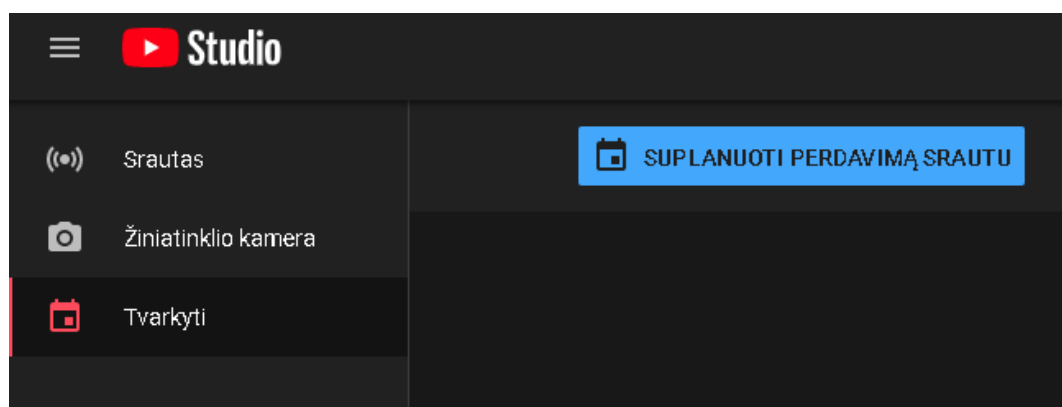 Studio
Srautas
SUPLANUOTI PERDAVIMĄ SRAUTU
Žiniatinklio kamera
Tvarkyti